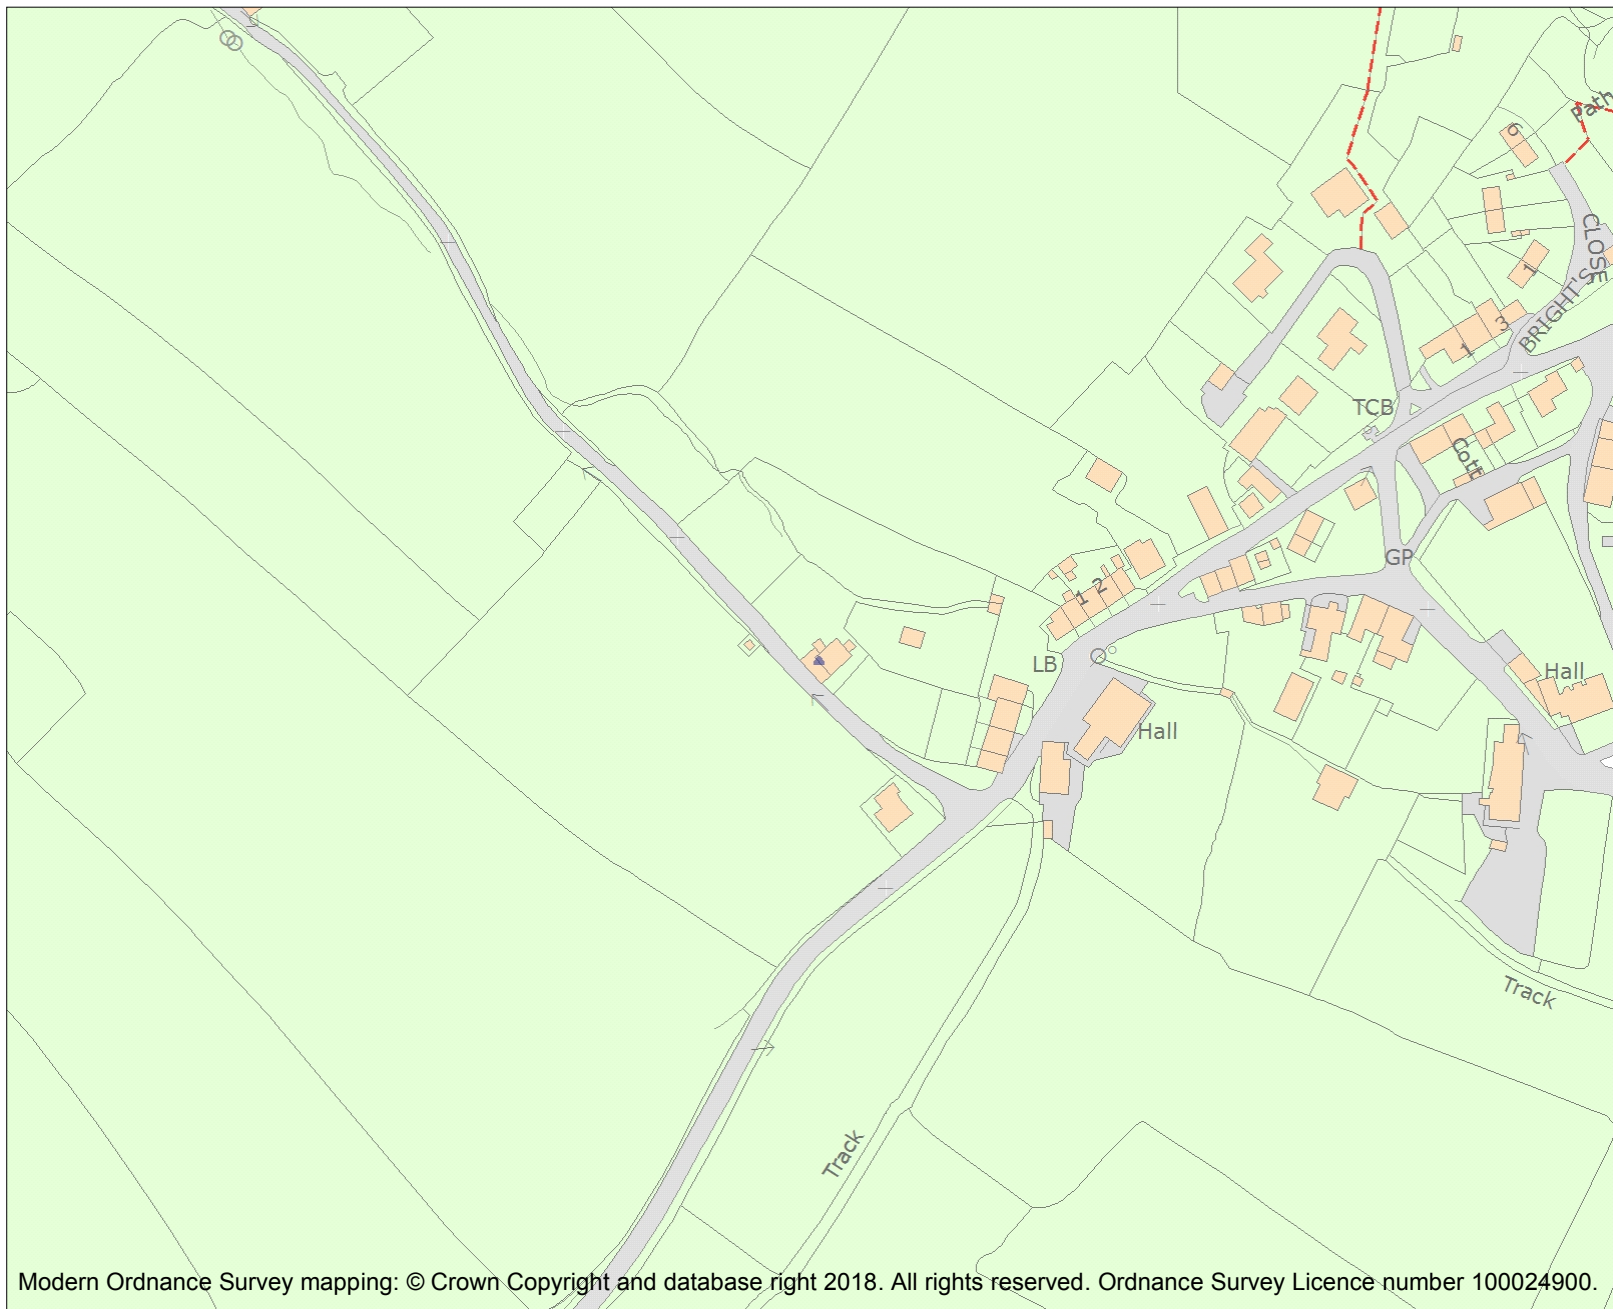 Path
6
CLOSE
1
BRIGHT'S
3
1
TCB
Cott
GP
1 2
LB
Hall
Hall
Track
Track
Modern Ordnance Survey mapping: © Crown Copyright and database right 2018. All rights reserved. Ordnance Survey Licence number 100024900.